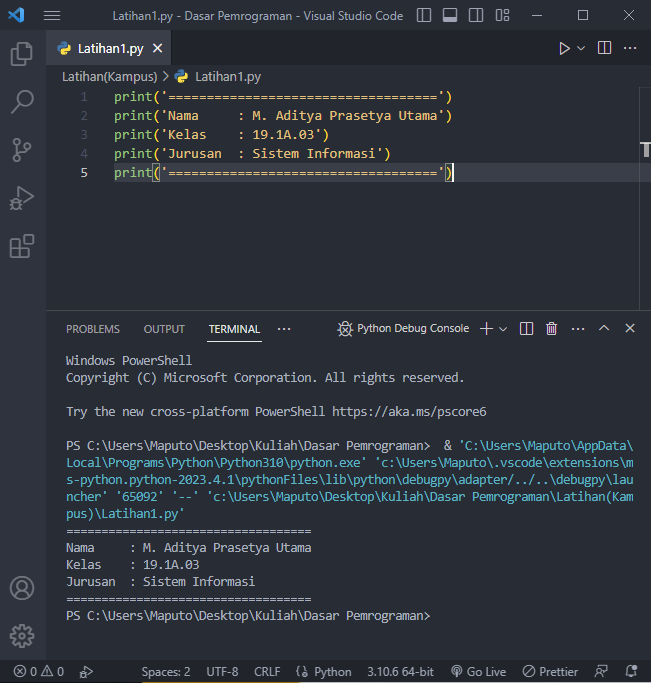 Latihan1.py - Dasar Pemrograman - Visual Studio Code
Latihan1.py
Latihan(Kampus) > Latihan1.py
1 print('===================================')
2 print('Nama     : M. Aditya Prasetya Utama')
3 print('Kelas    : 19.1A.03')
4 print('Jurusan  : Sistem Informasi')
5 print('===================================')
PROBLEMS OUTPUT TERMINAL ··· Python Debug Console
Windows PowerShell
Copyright (C) Microsoft Corporation. All rights reserved.
Try the new cross-platform PowerShell https://aka.ms/pscore6
PS C:\Users\Maputo\Desktop\Kuliah\Dasar Pemrograman>  & 'C:\Users\Maputo\AppData\
Local\Programs\Python\Python310\python.exe' 'c:\Users\Maputo\.vscode\extensions\m
s-python.python-2023.4.1\pythonFiles\lib\python\debugpy\adapter/../..\debugpy\lau
ncher' '65092' '--' 'c:\Users\Maputo\Desktop\Kuliah\Dasar Pemrograman\Latihan(Kam
pus)\Latihan1.py'
===================================
Nama     : M. Aditya Prasetya Utama
Kelas    : 19.1A.03
Jurusan  : Sistem Informasi
===================================
PS C:\Users\Maputo\Desktop\Kuliah\Dasar Pemrograman>
0 0 Spaces: 2 UTF-8 CRLF Python 3.10.6 64-bit Go Live Prettier